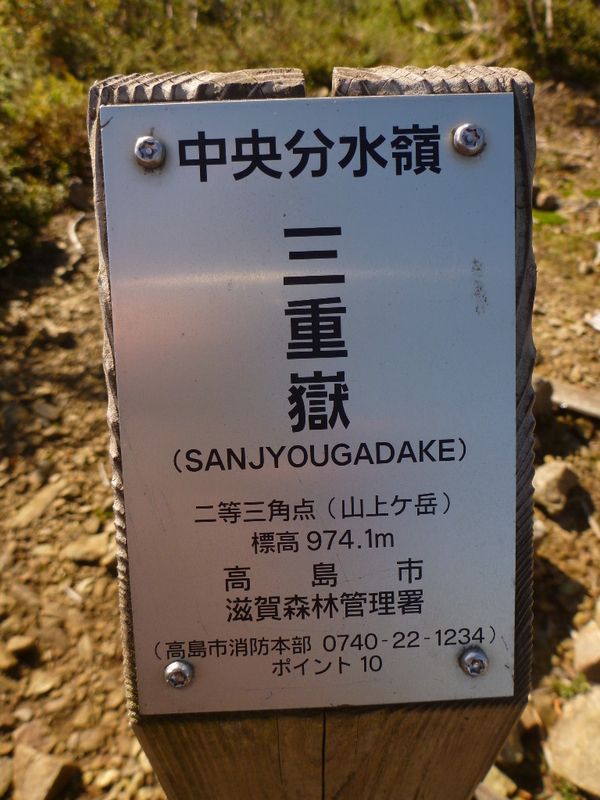 中央分水嶺
三重嶽
(SANJYOUGADAKE)
二等三角点(山上ケ岳)
標高 974.1m
高島市
滋賀森林管理署
(高島市消防本部 0740-22-1234)
ポイント 10